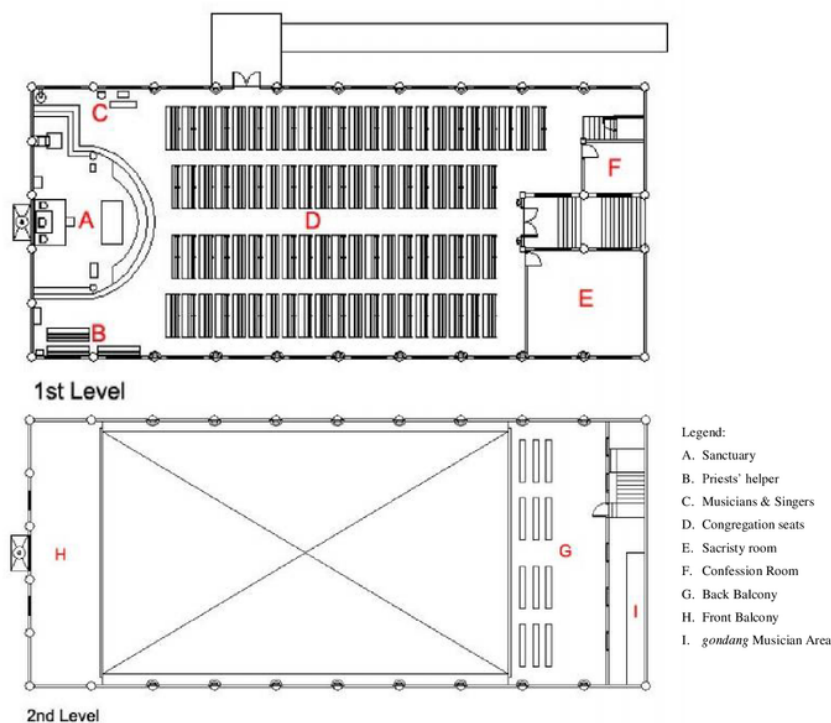 C
F
A
D
E
B
1st Level
H
G
I
2nd Level
Legend:
A. Sanctuary
B. Priests’ helper
C. Musicians & Singers
D. Congregation seats
E. Sacristy room
F. Confession Room
G. Back Balcony
H. Front Balcony
I. gondang Musician Area